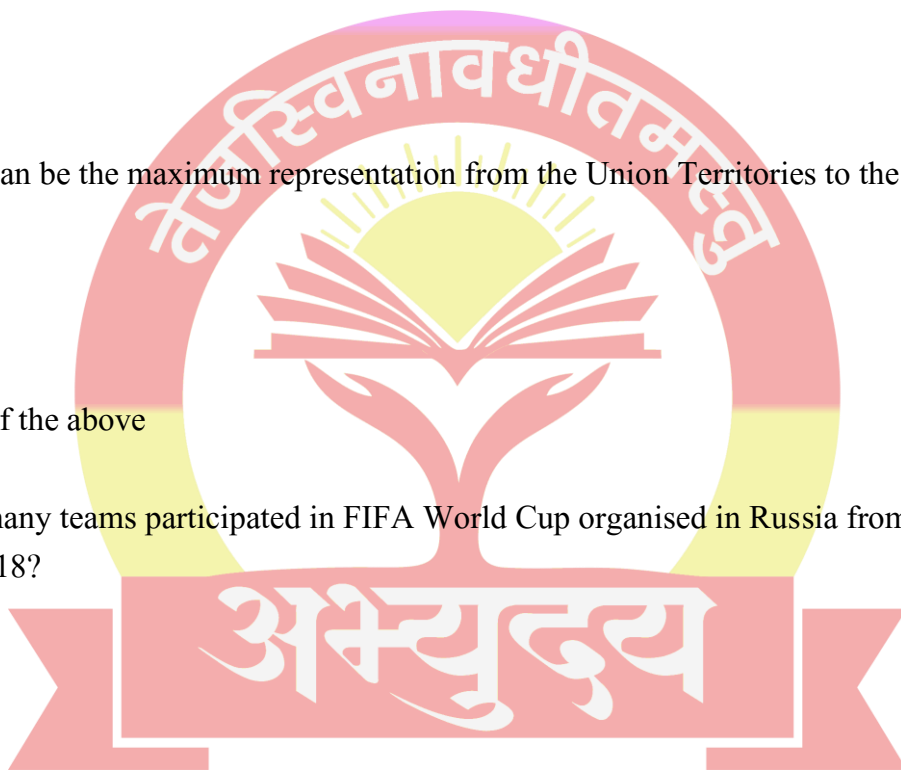 तेजस्विनावधीतमस्तु
an be the maximum representation from the Union Territories to the
f the above
any teams participated in FIFA World Cup organised in Russia from
18?
अभ्युदय